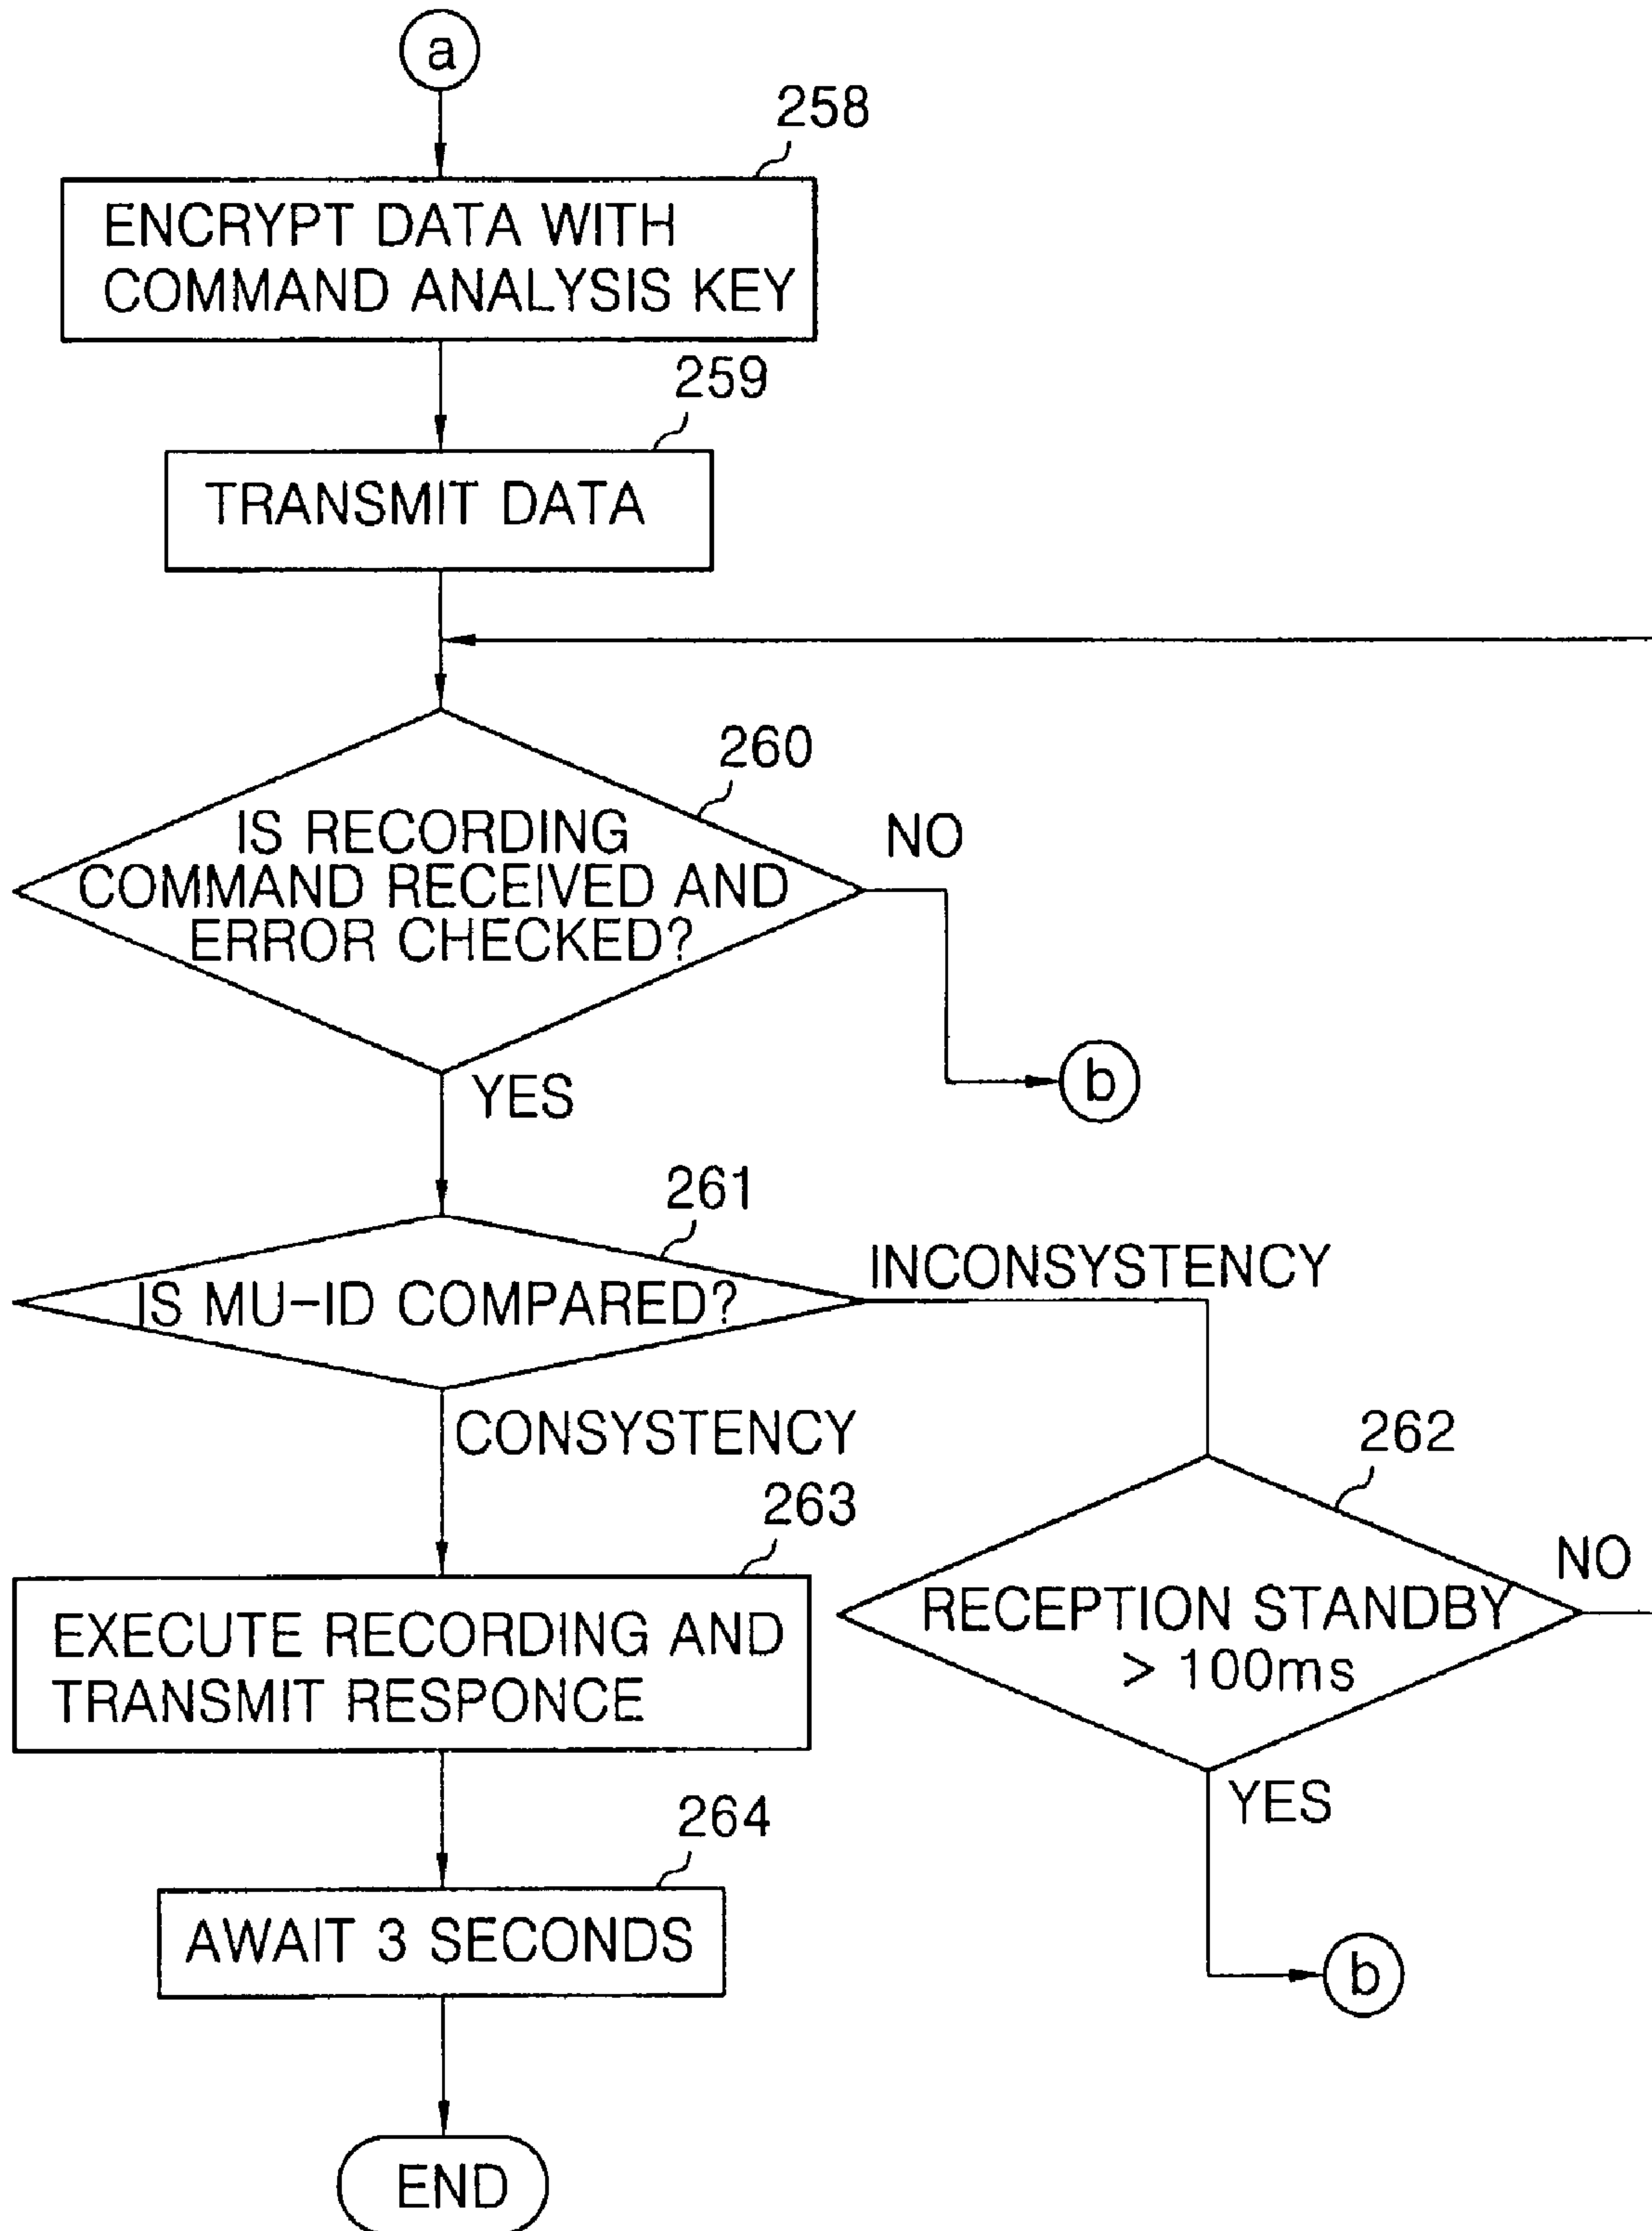 a
258
ENCRYPT DATA WITH
COMMAND ANALYSIS KEY
259
TRANSMIT DATA
260
IS RECORDING
COMMAND RECEIVED AND
ERROR CHECKED?
NO
b
YES
261
IS MU-ID COMPARED?
INCONSYSTENCY
CONSYSTENCY
262
RECEPTION STANDBY
> 100ms
NO
YES
b
263
EXECUTE RECORDING AND
TRANSMIT RESPONCE
264
AWAIT 3 SECONDS
END